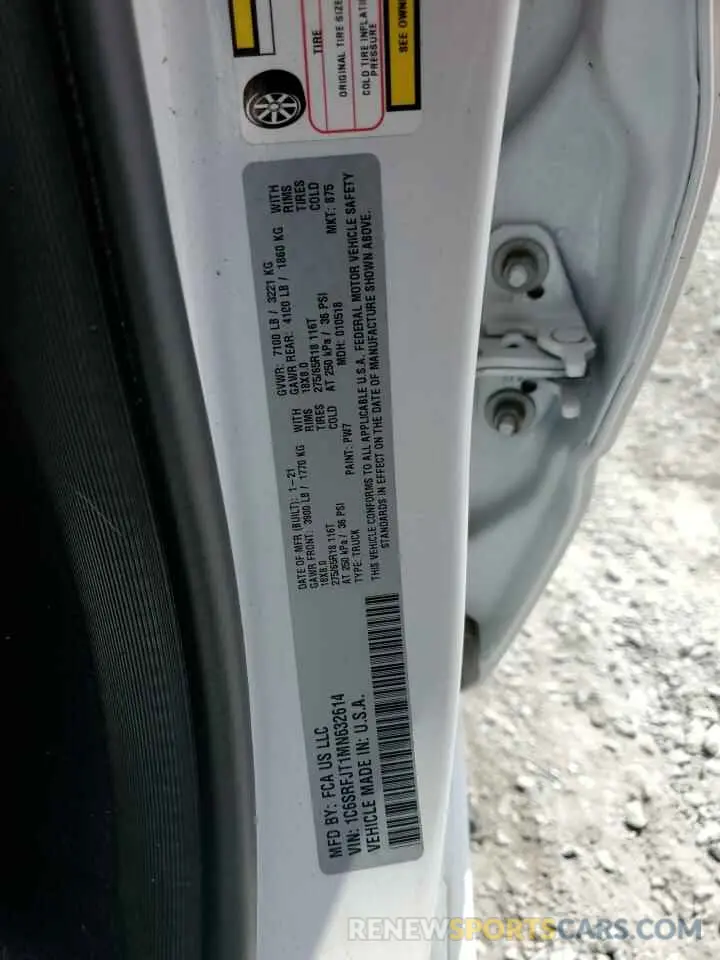 TIRE
ORIGINAL TIRE SIZE
COLD TIRE INFLATI
PRESSURE
SEE OWN
MFD BY: FCA US LLC
VIN: 1C6SRFJT1MN632614
VEHICLE MADE IN: U.S.A.
DATE OF MFR (BUILT): 1-21
GAWR FRONT: 3900 LB / 1770 KG WITH
18X8.0 RIMS
275/65R18 116T TIRES
AT 250 kPa / 36 PSI COLD
TYPE: TRUCK PAINT: PW7
GVWR: 7100 LB / 3221 KG
GAWR REAR: 4100 LB / 1860 KG WITH
18X8.0 RIMS
275/65R18 116T TIRES
AT 250 kPa / 36 PSI COLD
MDH: 010518 MKT: 875
THIS VEHICLE CONFORMS TO ALL APPLICABLE U.S.A. FEDERAL MOTOR VEHICLE SAFETY
STANDARDS IN EFFECT ON THE DATE OF MANUFACTURE SHOWN ABOVE.
RENEWSPORTSCARS.COM